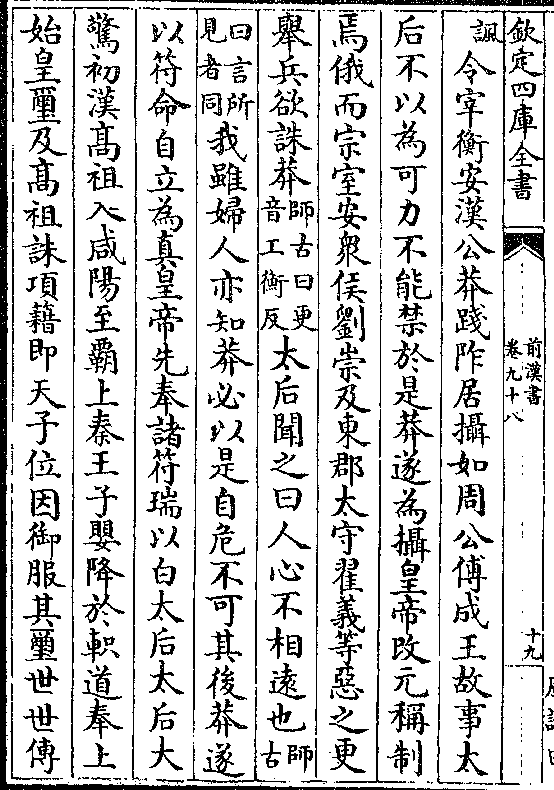 欽定四庫全書
前漢書
卷九十八
十九
諷
令宰衡安漢公莽踐阼居攝如周公傅成王故事太
后不以為可力不能禁於是莽遂為攝皇帝改元稱制
焉俄而宗室安衆侯劉崇及東郡太守翟義等惡之更
舉兵欲誅莽師古曰更音工衡反太后聞之曰人心不相逺也師古
曰言所見者同我雖婦人亦知莽必以是自危不可其後莽遂
以符命自立為真皇帝先奉諸符瑞以白太后太后大
驚初漢髙祖入咸陽至霸上秦王子嬰降於軹道奉上
始皇璽及髙祖誅項籍即天子位因御服其璽世世傳